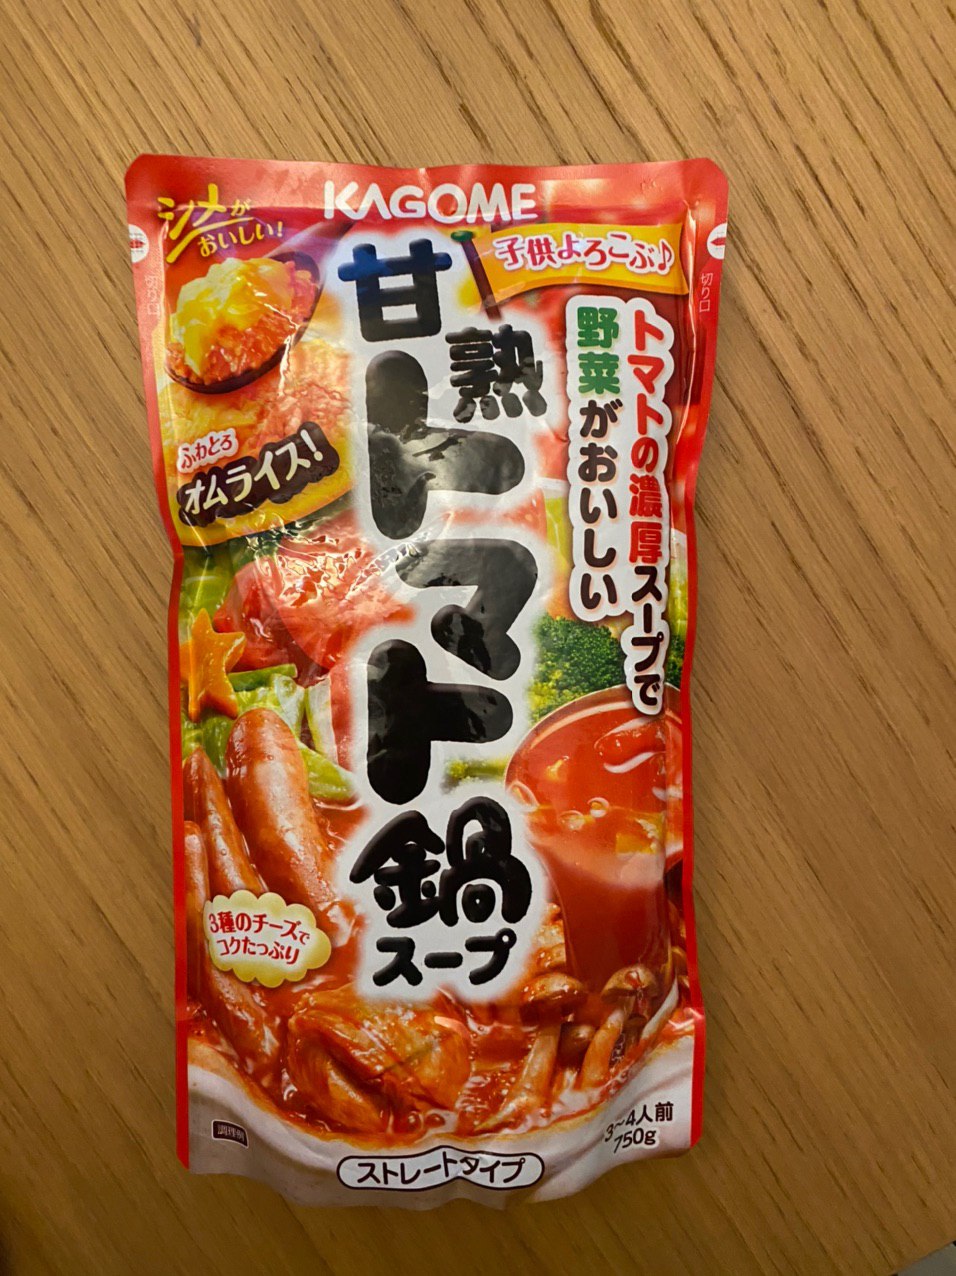 KAGOME
シメが
おいしい!
子供よろこぶ♪
切り口
切り口
甘熟トマト鍋
スープ
トマトの濃厚スープで
野菜がおいしい
ふわとろ
オムライス!
3種のチーズで
コクたっぷり
調理例
3〜4人前
750g
ストレートタイプ